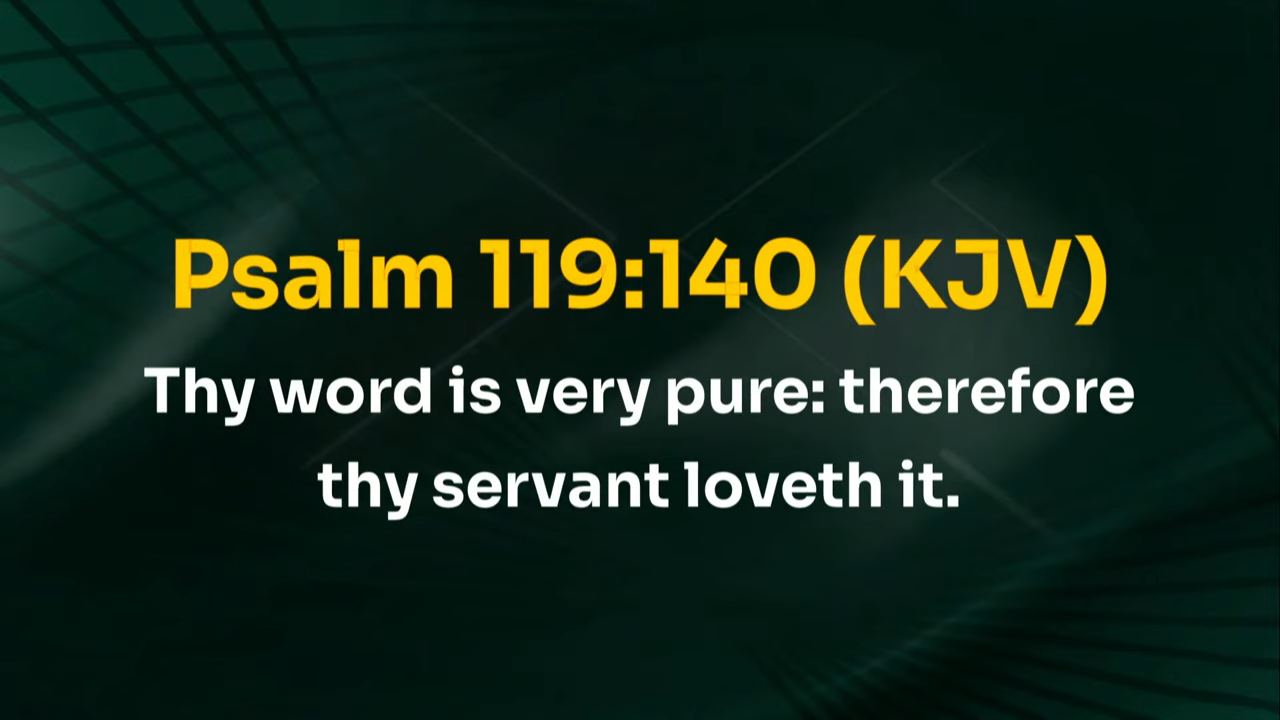 Psalm 119:140 (KJV)
Thy word is very pure: therefore
thy servant loveth it.